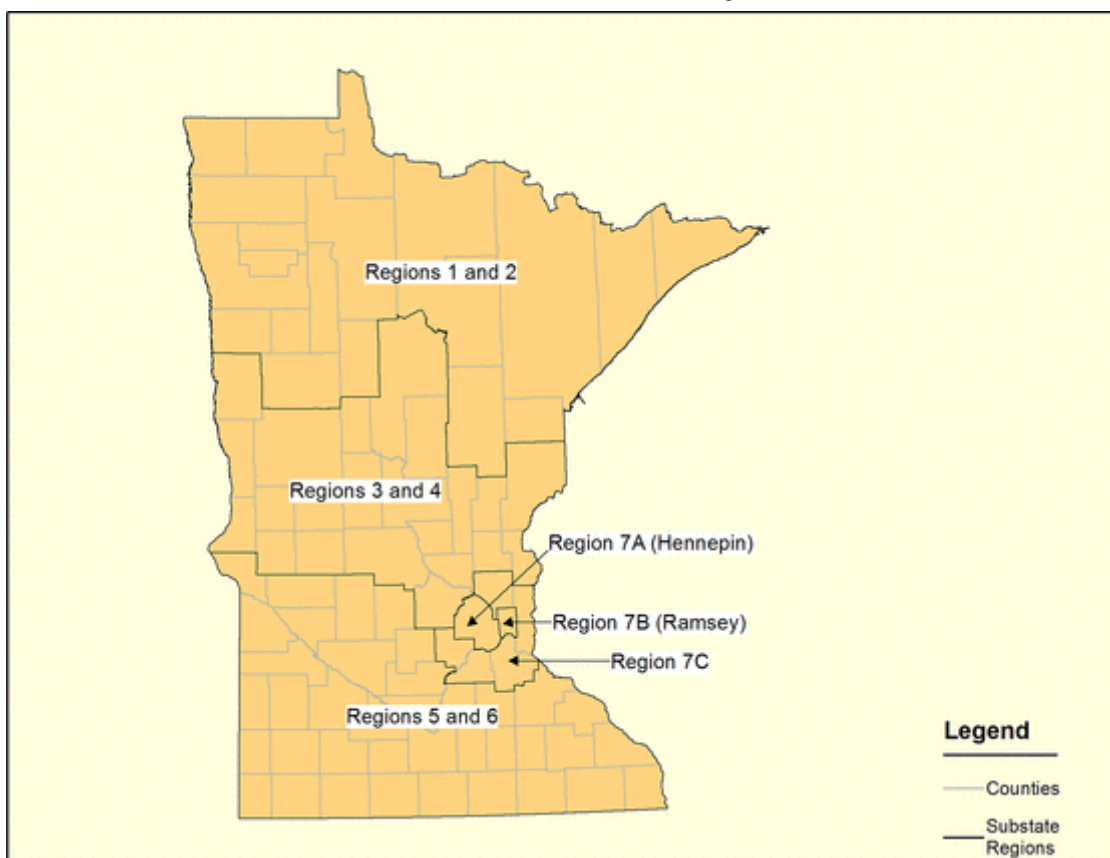 Regions 1 and 2
Regions 3 and 4
Region 7A (Hennepin)
Region 7B (Ramsey)
Region 7C
Regions 5 and 6
Legend
Counties
Substate
Regions